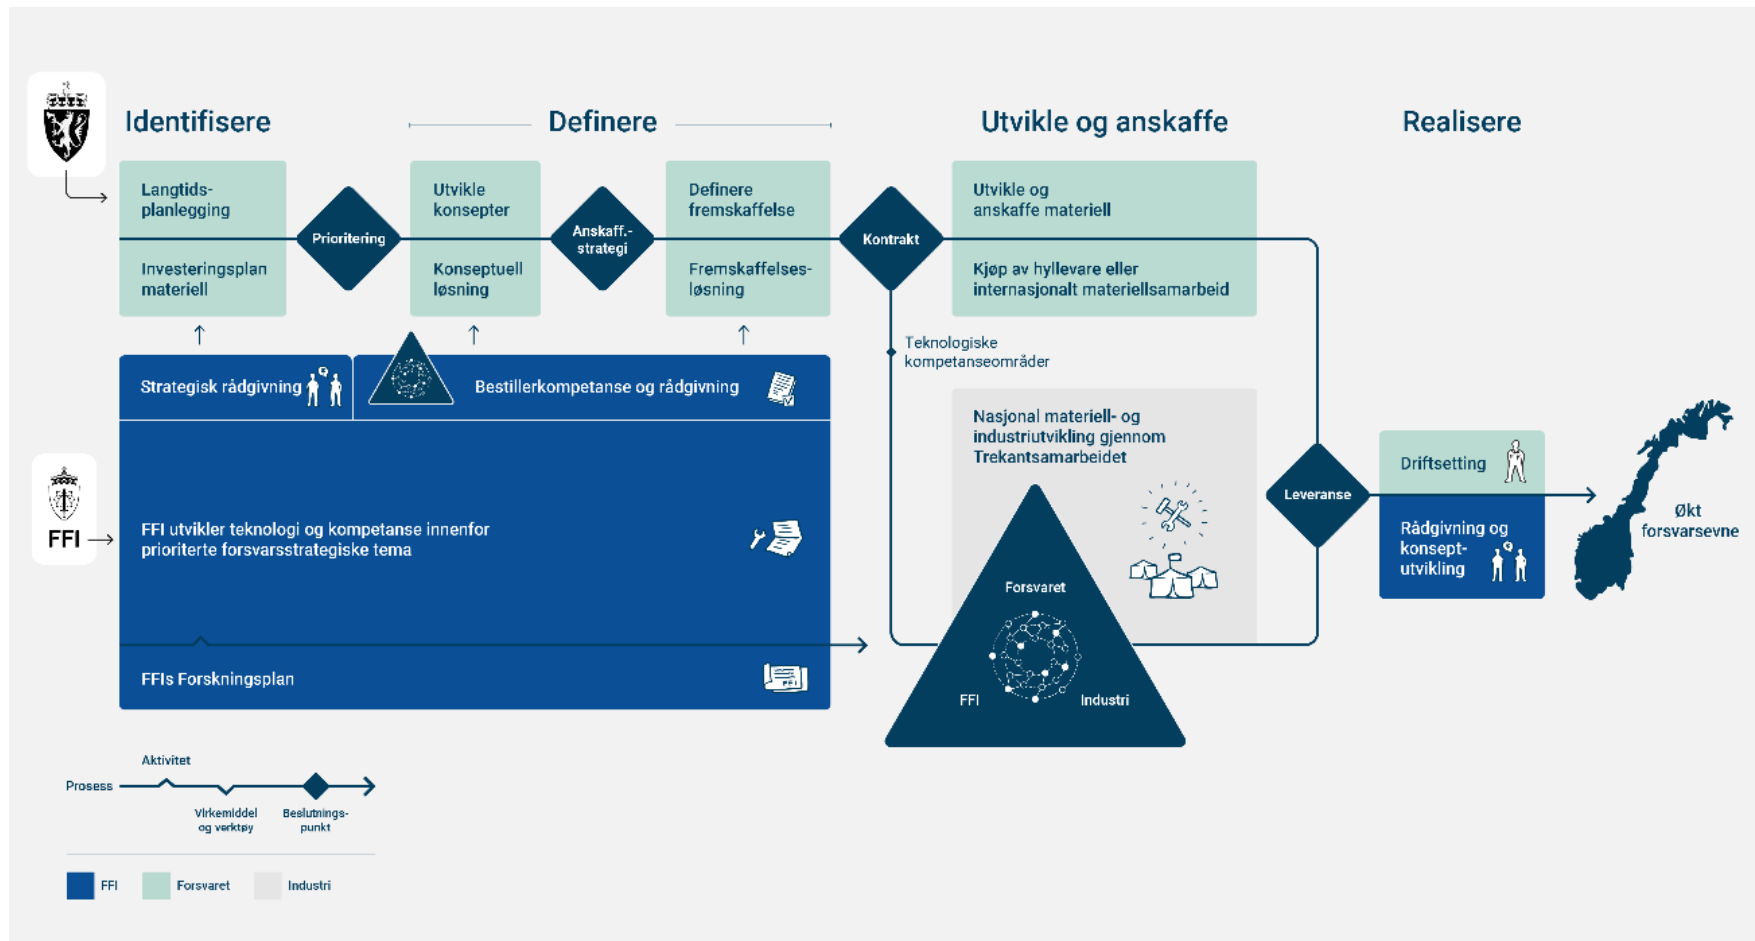 Identifisere
Definere
Utvikle og anskaffe
Realisere
Langtids-
planlegging
Investeringsplan
materiell
Prioritering
Utvikle
konsepter
Konseptuell
løsning
Anskaff.-
strategi
Definere
fremskaffelse
Fremskaffelses-
løsning
Kontrakt
Utvikle og
anskaffe materiell
Kjøp av hyllevare eller
internasjonalt materiellsamarbeid
Teknologiske
kompetanseområder
Strategisk rådgivning
Bestillerkompetanse og rådgivning
FFI
FFI utvikler teknologi og kompetanse innenfor
prioriterte forsvarsstrategiske tema
FFIs Forskningsplan
FFI
Nasjonal materiell- og
industriutvikling gjennom
Trekantsamarbeidet
Forsvaret
FFI
Industri
Leveranse
Driftsetting
Rådgivning og
konsept-
utvikling
Økt
forsvarsevne
Aktivitet
Prosess
Virkemiddel
og verktøy
Beslutnings-
punkt
FFI
Forsvaret
Industri